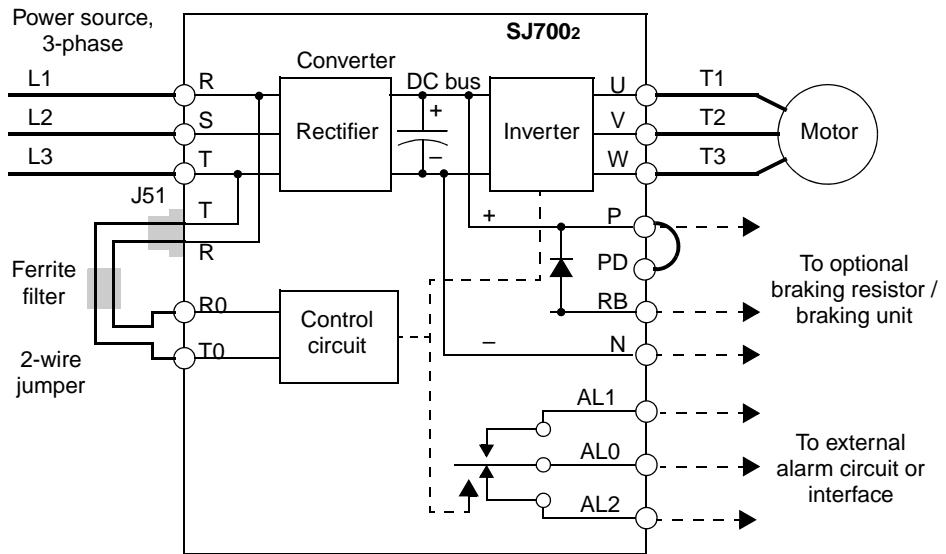 Power source,
3-phase
SJ7002
L1
R
Converter
DC bus
U
T1
L2
S
Rectifier
+
Inverter
V
T2
Motor
L3
T
–
W
T3
J51
T
R
+
P
PD
Ferrite
filter
R0
Control
circuit
RB
To optional
braking resistor /
braking unit
T0
–
N
2-wire
jumper
AL1
AL0
AL2
To external
alarm circuit or
interface